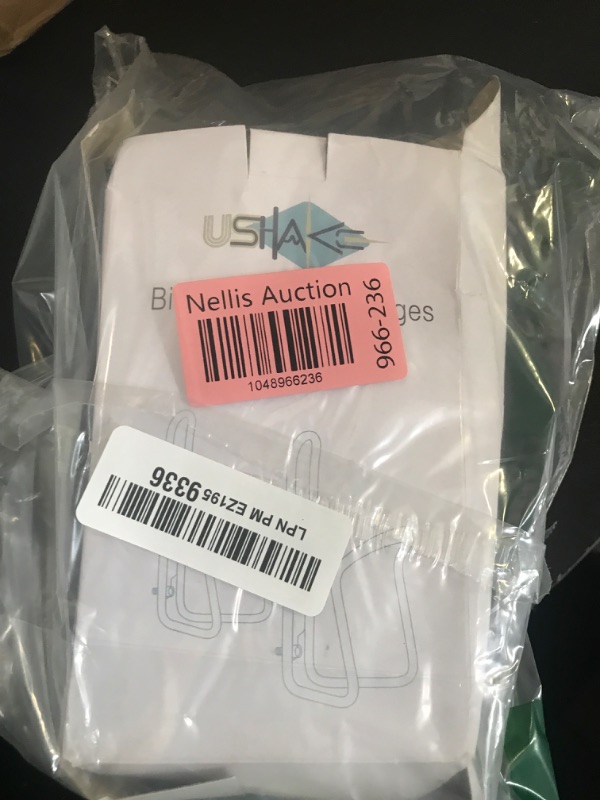 USHAKE
Bi ges
Nellis Auction
966-236
1048966236
LPN PM EZ195 9336